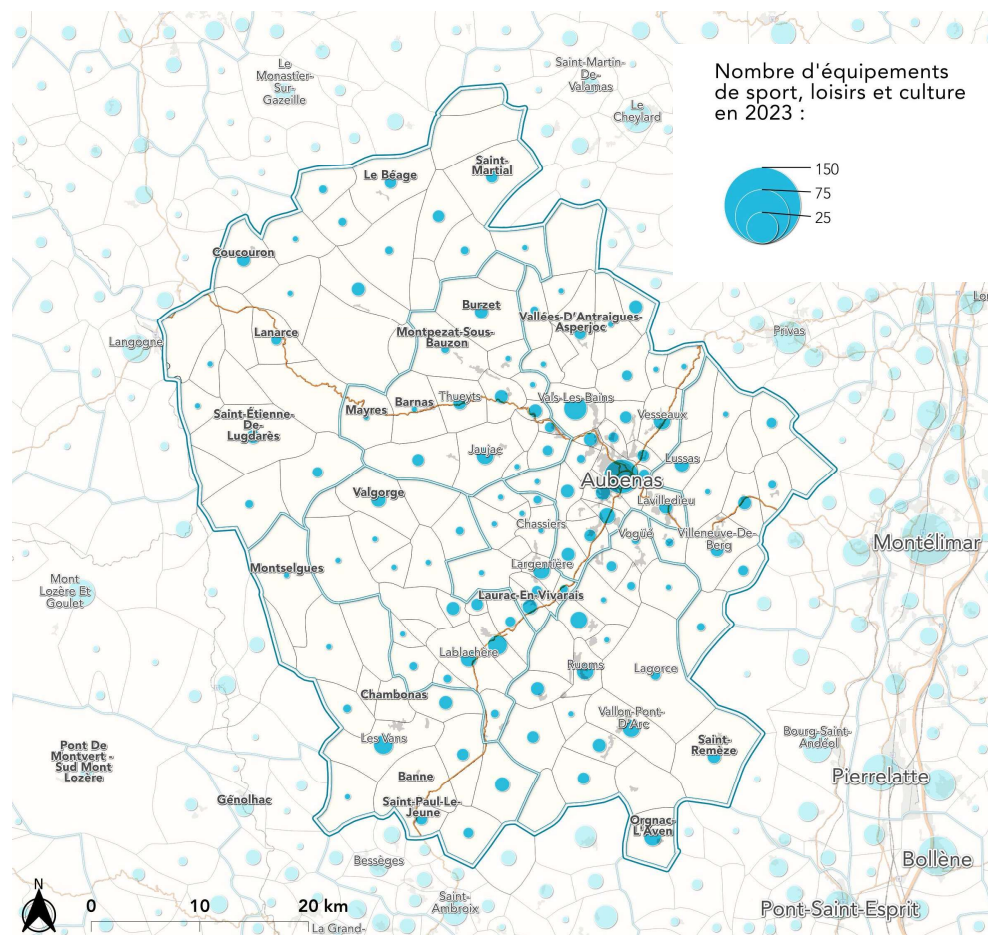 Nombre d'équipements
de sport, loisirs et culture
en 2023 :
150
75
25
Le
Monastier-
Sur-
Gazeille
Saint-Martin-
De-
Valamas
Le
Cheylard
Le Béage
Saint-
Martial
Coucouron
Burzet
Vallées-D'Antraigues-
Asperjoc
Langogne
Lanarce
Montpezat-Sous-
Bauzon
Privas
Mayres
Barnas
Thueyts
Vals-Les-Bains
Saint-Étienne-
De-
Lugdarès
Vesseaux
Jaujac
Lussas
Aubenas
Valgorge
Lavilledieu
Chassiers
Vogüé
Villeneuve-De-
Berg
Montélimar
Montselgues
Largentière
Mont
Lozère Et
Goulet
Laurac-En-Vivarais
Lablachère
Ruoms
Lagorce
Chambonas
Vallon-Pont-
D'Arc
Les Vans
Saint-
Remèze
Bourg-Saint-
Andéol
Pont De
Montvert -
Sud Mont
Lozère
Banne
Pierrelatte
Génolhac
Saint-Paul-Le-
Jeune
Orgnac-
L'Aven
Bessèges
Bollène
Saint-
Ambroix
Pont-Saint-Esprit
N
0
10
20 km
La Grand-